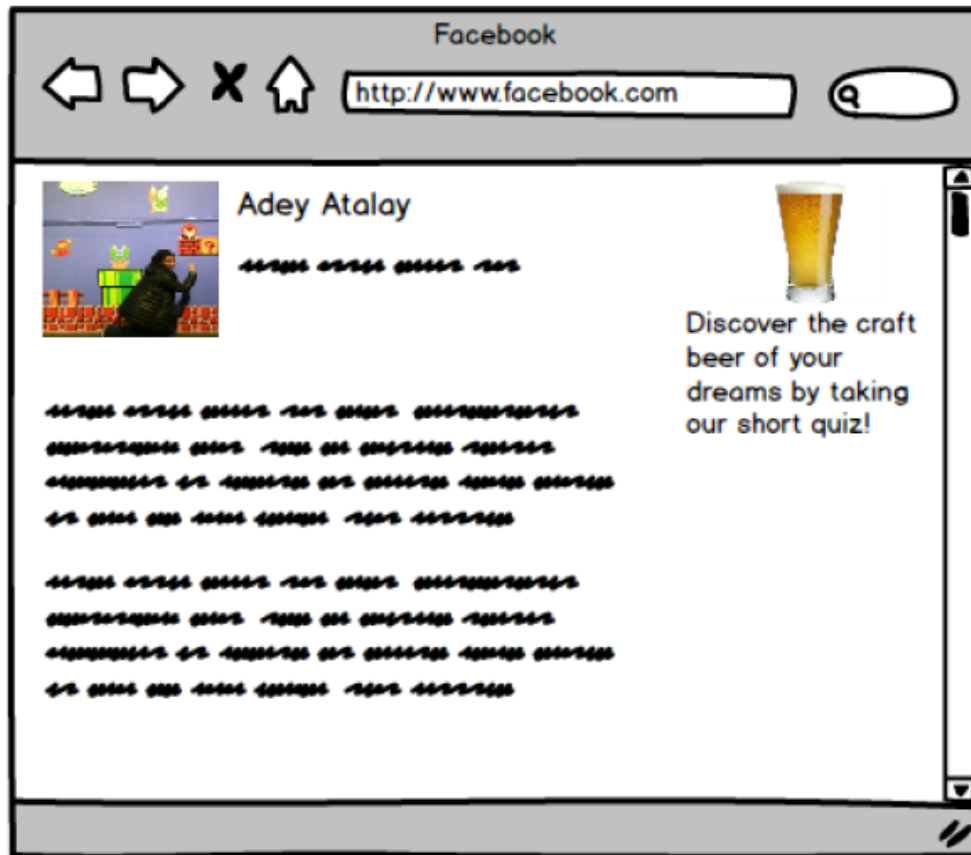 Facebook
http://www.facebook.com
Adey Atalay
Discover the craft
beer of your
dreams by taking
our short quiz!